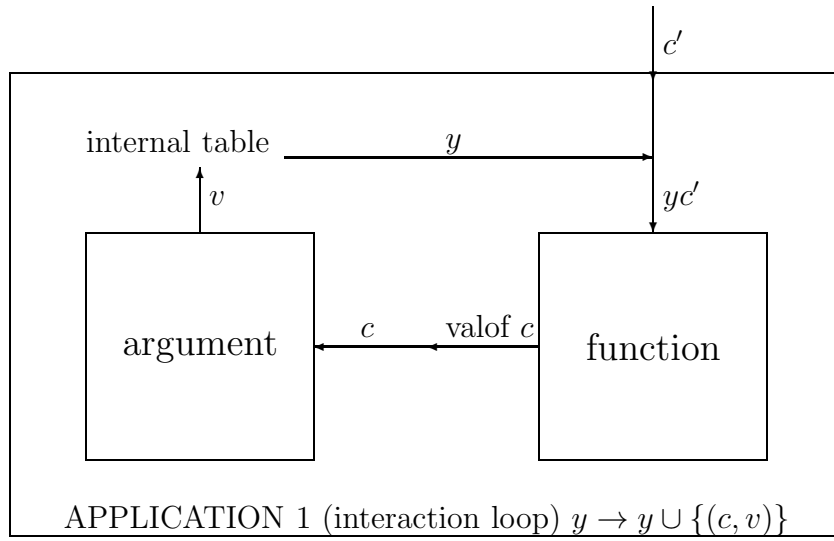 c′
internal table
y
v
yc′
argument
c
valof c
function
APPLICATION 1 (interaction loop) y → y ∪ {(c, v)}